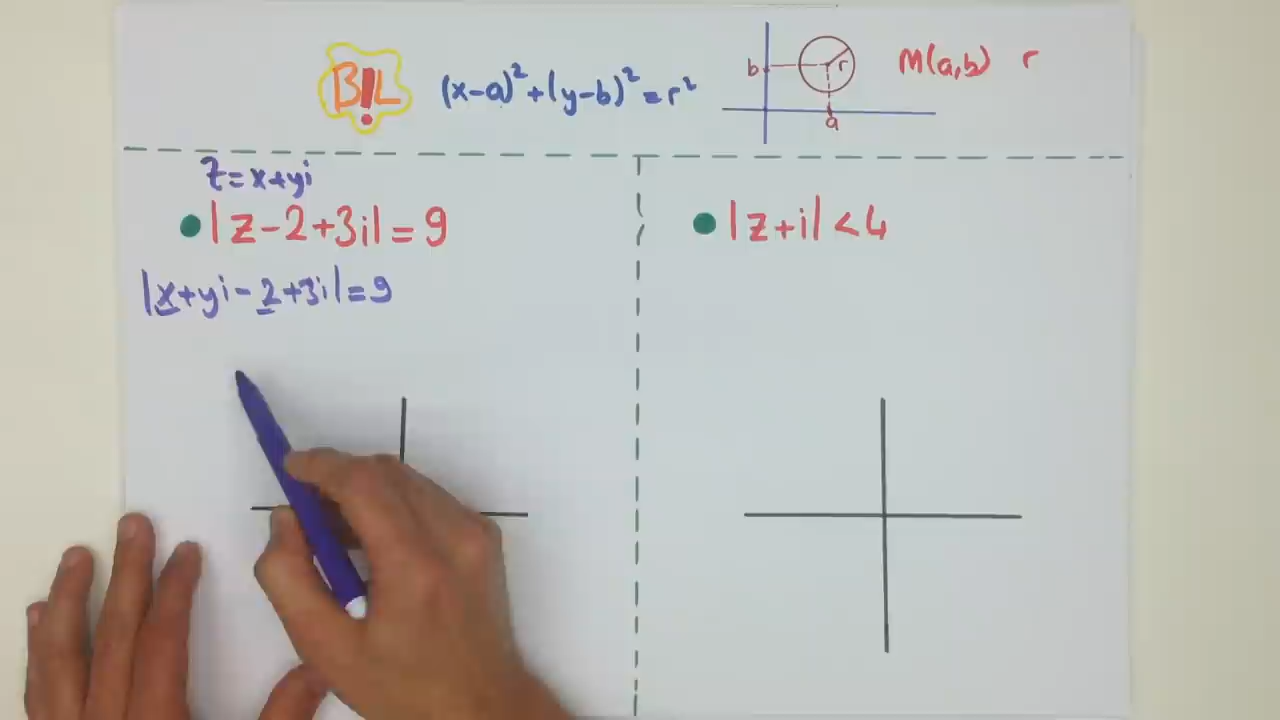 BİL! (x-a)²+(y-b)²=r²
b r a
M(a,b) r
z=x+yi
|z-2+3i|=9
|x+yi-2+3i|=9
|z+i|<4